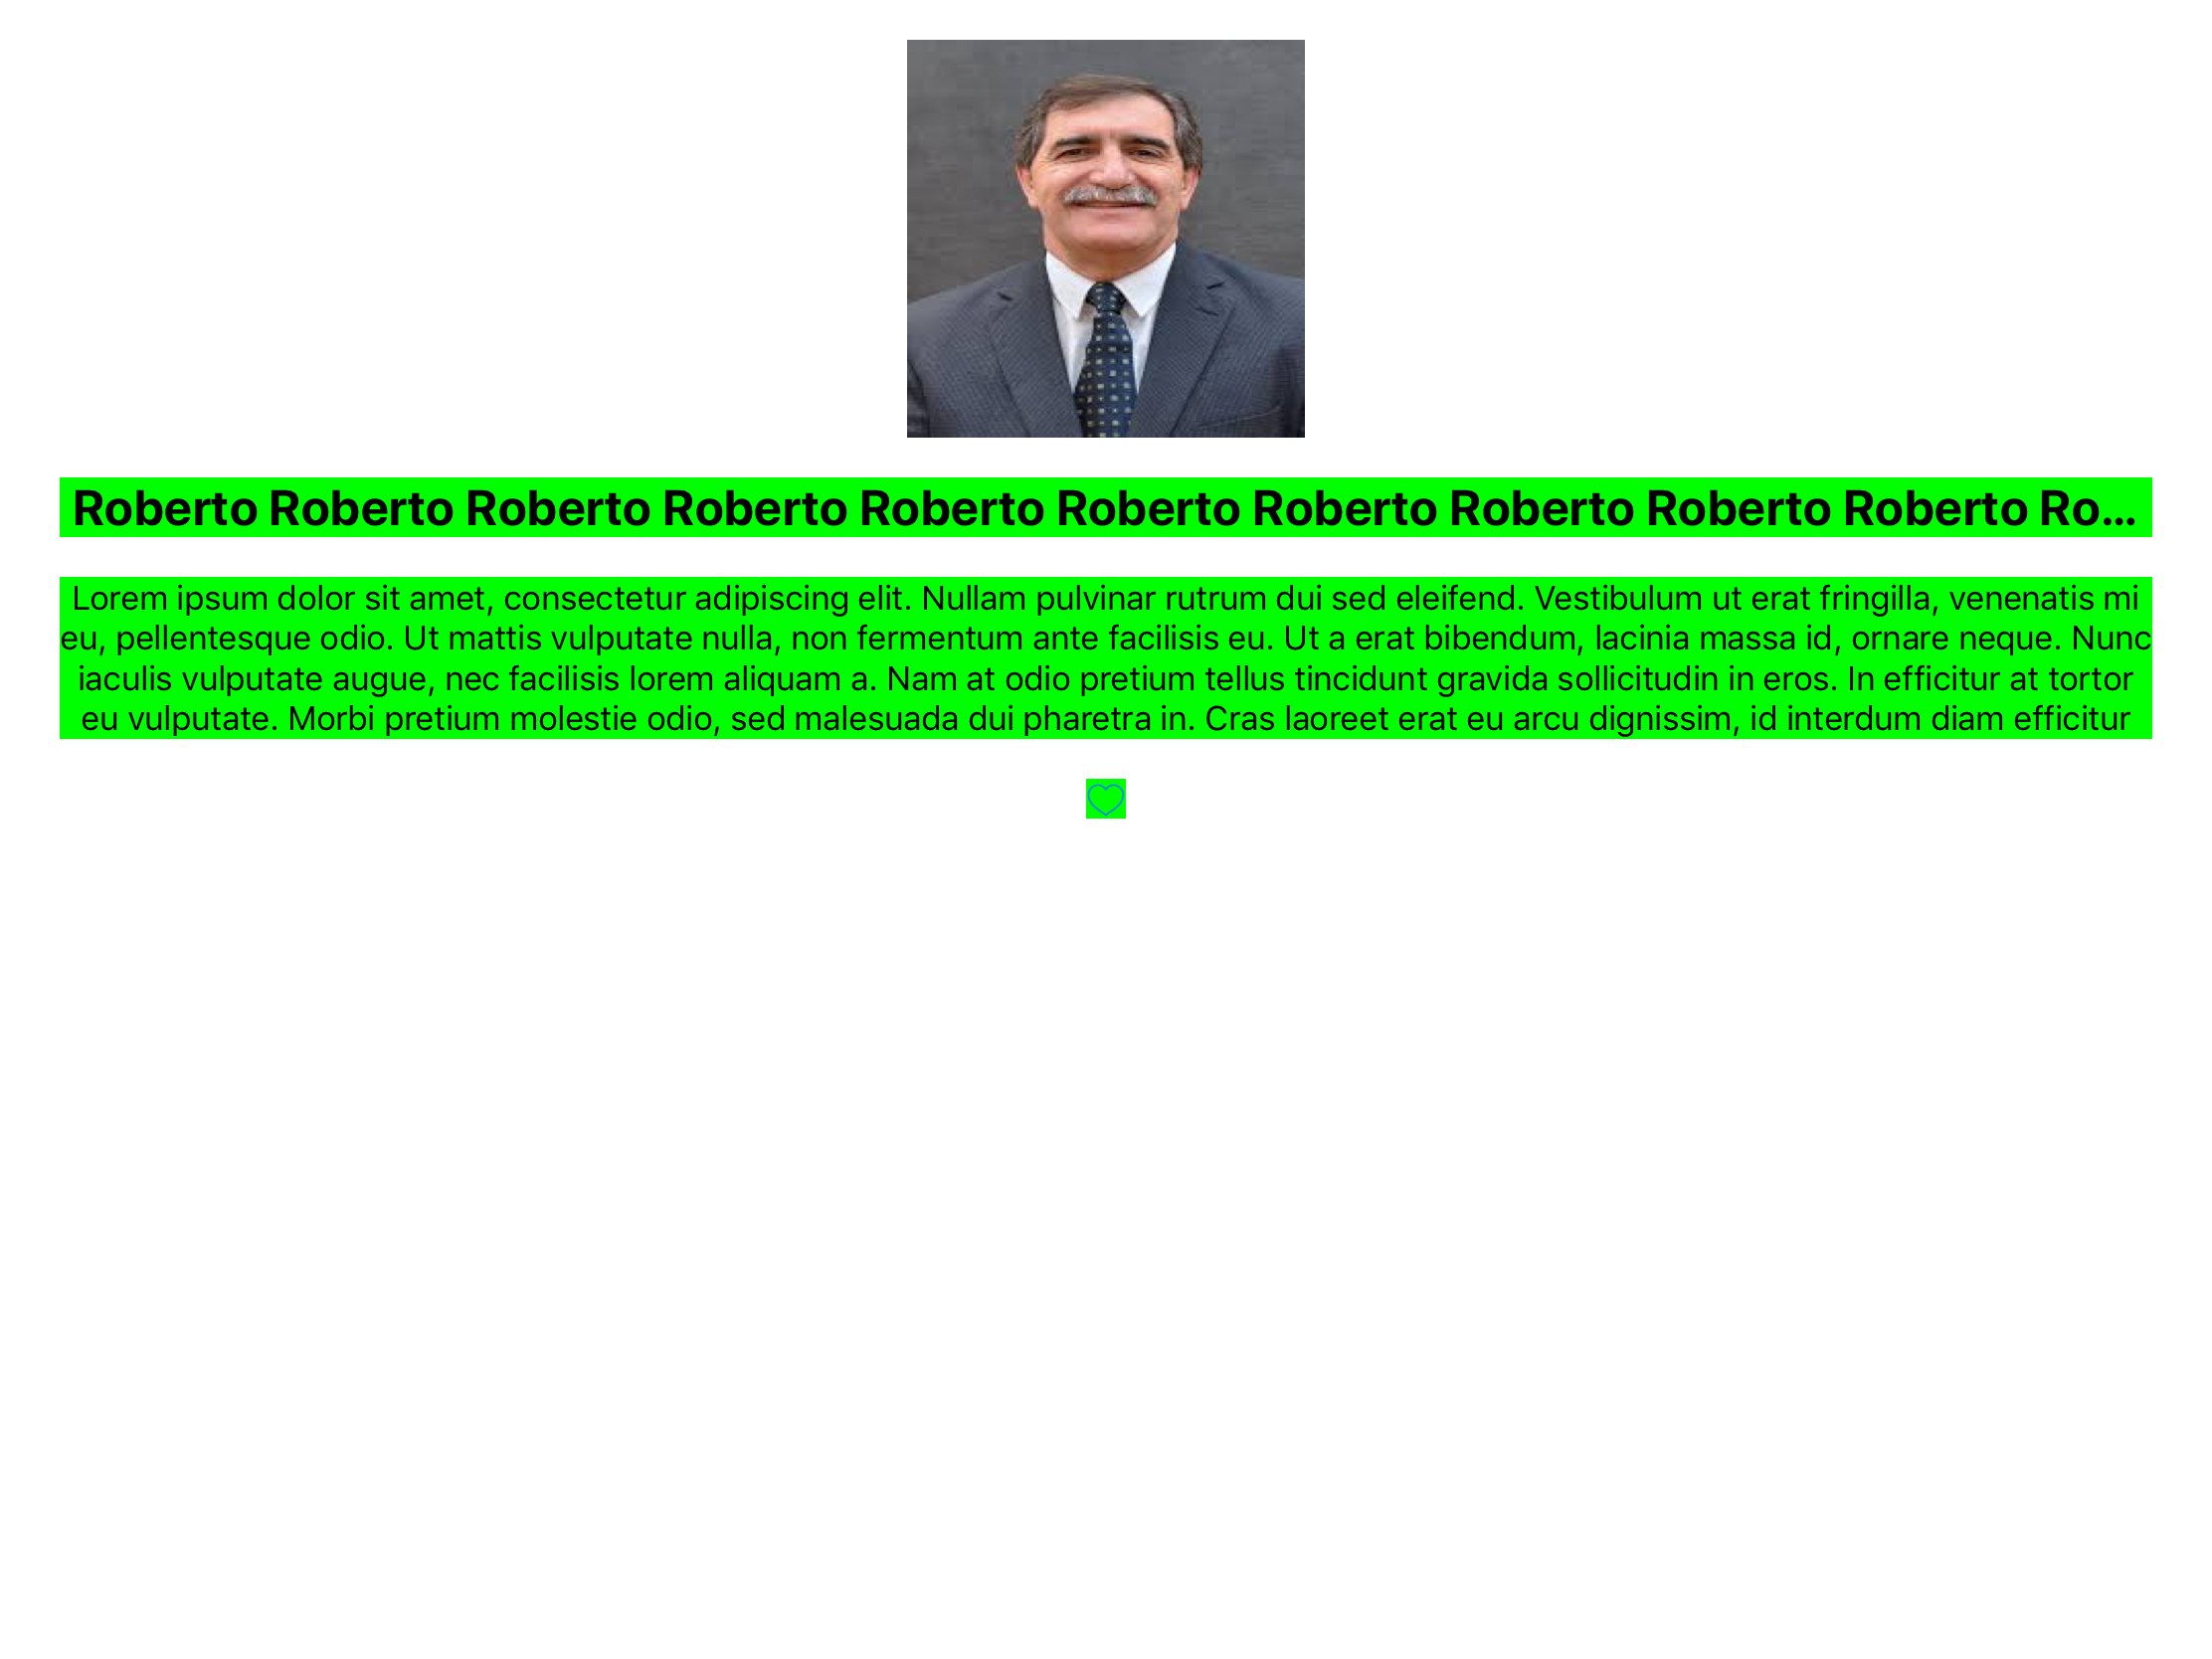 Roberto Roberto Roberto Roberto Roberto Roberto Roberto Roberto Roberto Roberto Ro...
Lorem ipsum dolor sit amet, consectetur adipiscing elit. Nullam pulvinar rutrum dui sed eleifend. Vestibulum ut erat fringilla, venenatis mi
eu, pellentesque odio. Ut mattis vulputate nulla, non fermentum ante facilisis eu. Ut a erat bibendum, lacinia massa id, ornare neque. Nunc
iaculis vulputate augue, nec facilisis lorem aliquam a. Nam at odio pretium tellus tincidunt gravida sollicitudin in eros. In efficitur at tortor
eu vulputate. Morbi pretium molestie odio, sed malesuada dui pharetra in. Cras laoreet erat eu arcu dignissim, id interdum diam efficitur